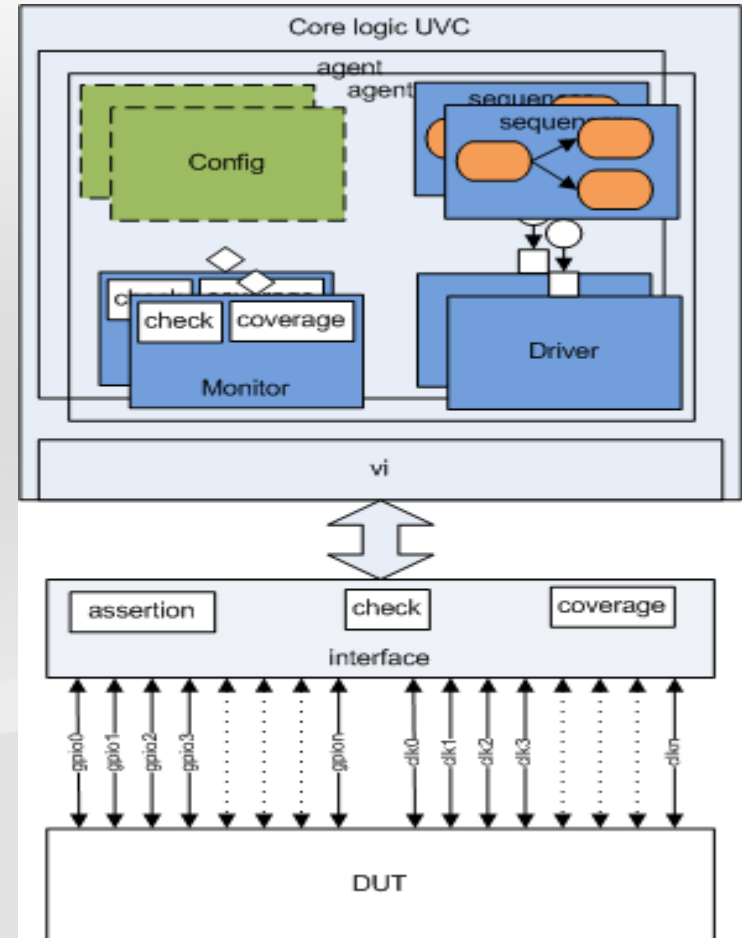 Core logic UVC
agent
agent
Config
sequences
check coverage
Monitor
Driver
vi
assertion
check
coverage
interface
gpio0
gpio1
gpio2
gpio3
gpion
clk0
clk1
clk2
clk3
clkn
DUT